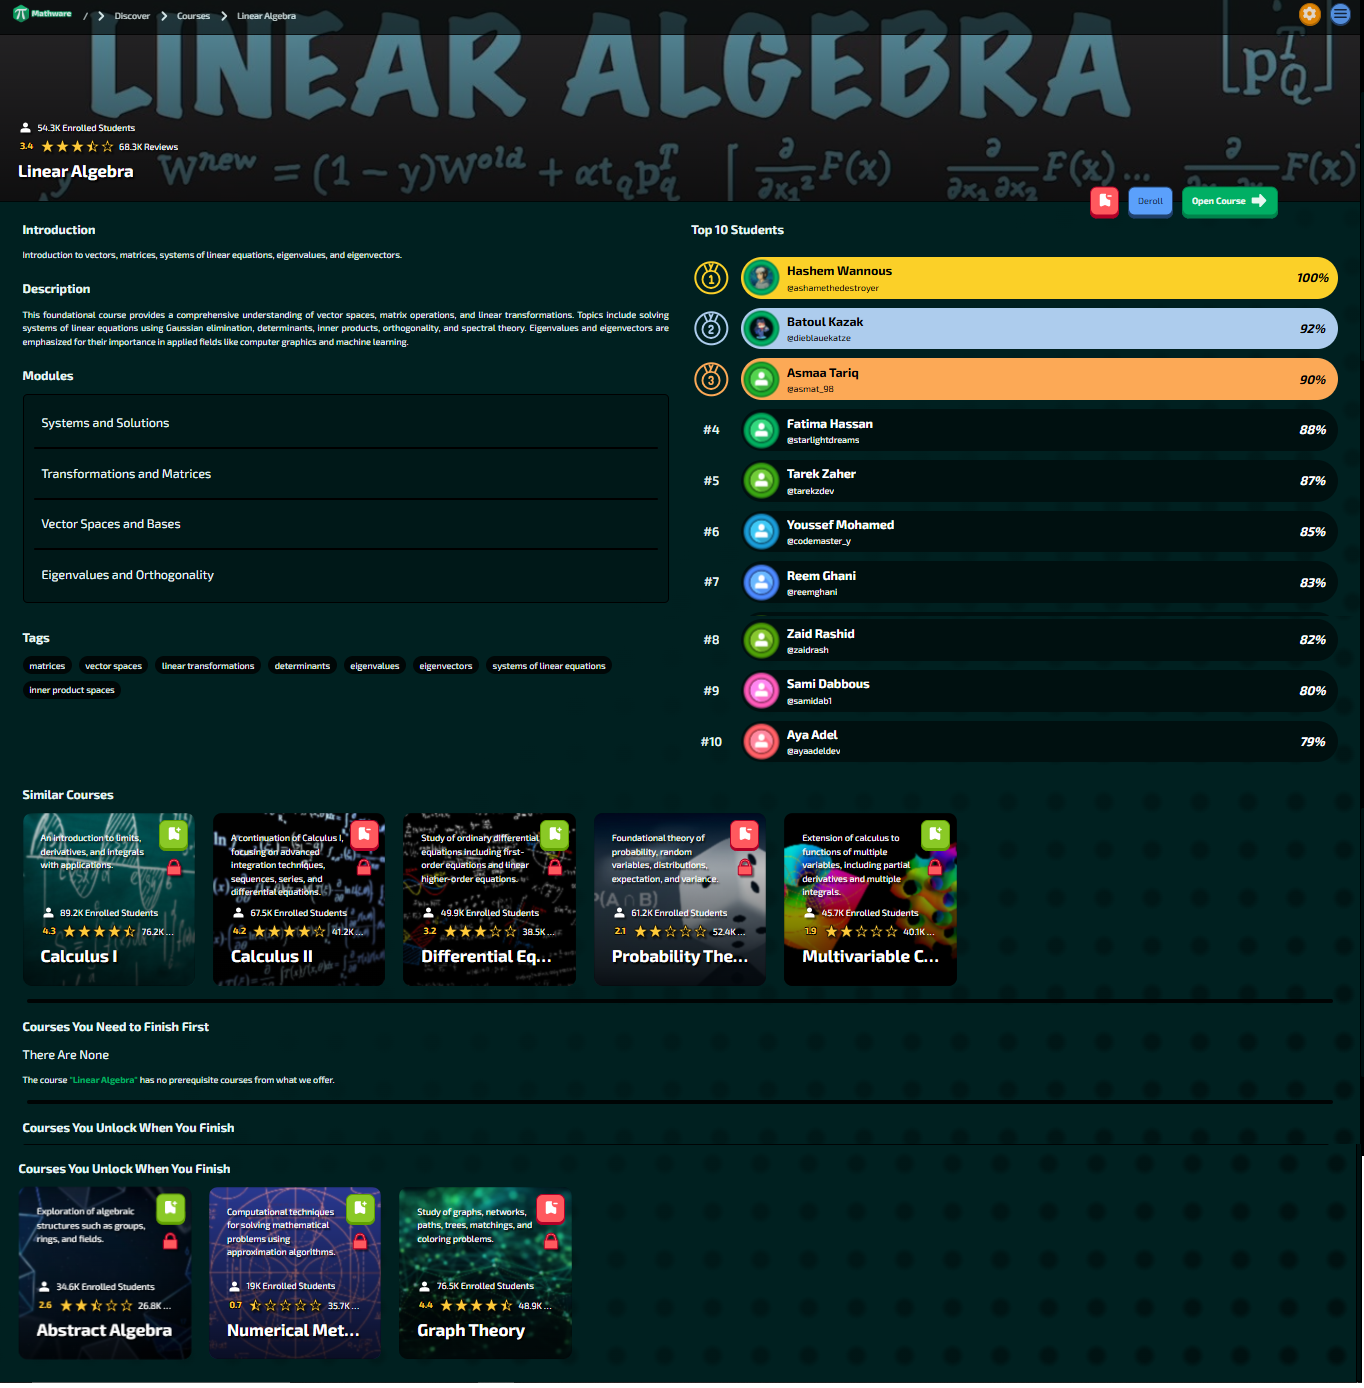 Mathware / Discover Courses Linear Algebra
LINEAR ALGEBRA
54.3K Enrolled Students
3.4 68.3K Reviews
Linear Algebra
Deroll Open Course
Introduction
Introduction to vectors, matrices, systems of linear equations, eigenvalues, and eigenvectors.
Description
This foundational course provides a comprehensive understanding of vector spaces, matrix operations, and linear transformations. Topics include solving
systems of linear equations using Gaussian elimination, determinants, inner products, orthogonality, and spectral theory. Eigenvalues and eigenvectors are
emphasized for their importance in applied fields like computer graphics and machine learning.
Modules
Systems and Solutions
Transformations and Matrices
Vector Spaces and Bases
Eigenvalues and Orthogonality
Tags
matrices vector spaces linear transformations determinants eigenvalues eigenvectors systems of linear equations
inner product spaces
Top 10 Students
1 Hashem Wannous 100%
@ashamethedestroyer
2 Batoul Kazak 92%
@dieblauekatze
3 Asmaa Tariq 90%
@asmat_98
#4 Fatima Hassan 88%
@starlightdreams
#5 Tarek Zaher 87%
@tarekzdev
#6 Youssef Mohamed 85%
@codemaster_y
#7 Reem Ghani 83%
@reemghani
#8 Zaid Rashid 82%
@zaidrash
#9 Sami Dabbous 80%
@samidab1
#10 Aya Adel 79%
@ayaadeldev
Similar Courses
An introduction to limits,
derivatives, and integrals
with applications.
89.2K Enrolled Students
4.3 76.2K ...
Calculus I
A continuation of Calculus I,
focusing on advanced
integration techniques,
sequences, series, and
differential equations.
67.5K Enrolled Students
4.2 41.2K ...
Calculus II
Study of ordinary differential
equations including first-
order equations and linear
higher-order equations.
49.9K Enrolled Students
3.2 38.5K ...
Differential Eq...
Foundational theory of
probability, random
variables, distributions,
expectation, and variance.
61.2K Enrolled Students
2.1 52.4K ...
Probability The...
Extension of calculus to
functions of multiple
variables, including partial
derivatives and multiple
integrals.
45.7K Enrolled Students
1.9 40.1K ...
Multivariable C...
Courses You Need to Finish First
There Are None
The course "Linear Algebra" has no prerequisite courses from what we offer.
Courses You Unlock When You Finish
Courses You Unlock When You Finish
Exploration of algebraic
structures such as groups,
rings, and fields.
34.6K Enrolled Students
2.6 26.8K ...
Abstract Algebra
Computational techniques
for solving mathematical
problems using
approximation algorithms.
19K Enrolled Students
0.7 35.7K ...
Numerical Met...
Study of graphs, networks,
paths, trees, matchings, and
coloring problems.
76.5K Enrolled Students
4.4 48.9K ...
Graph Theory